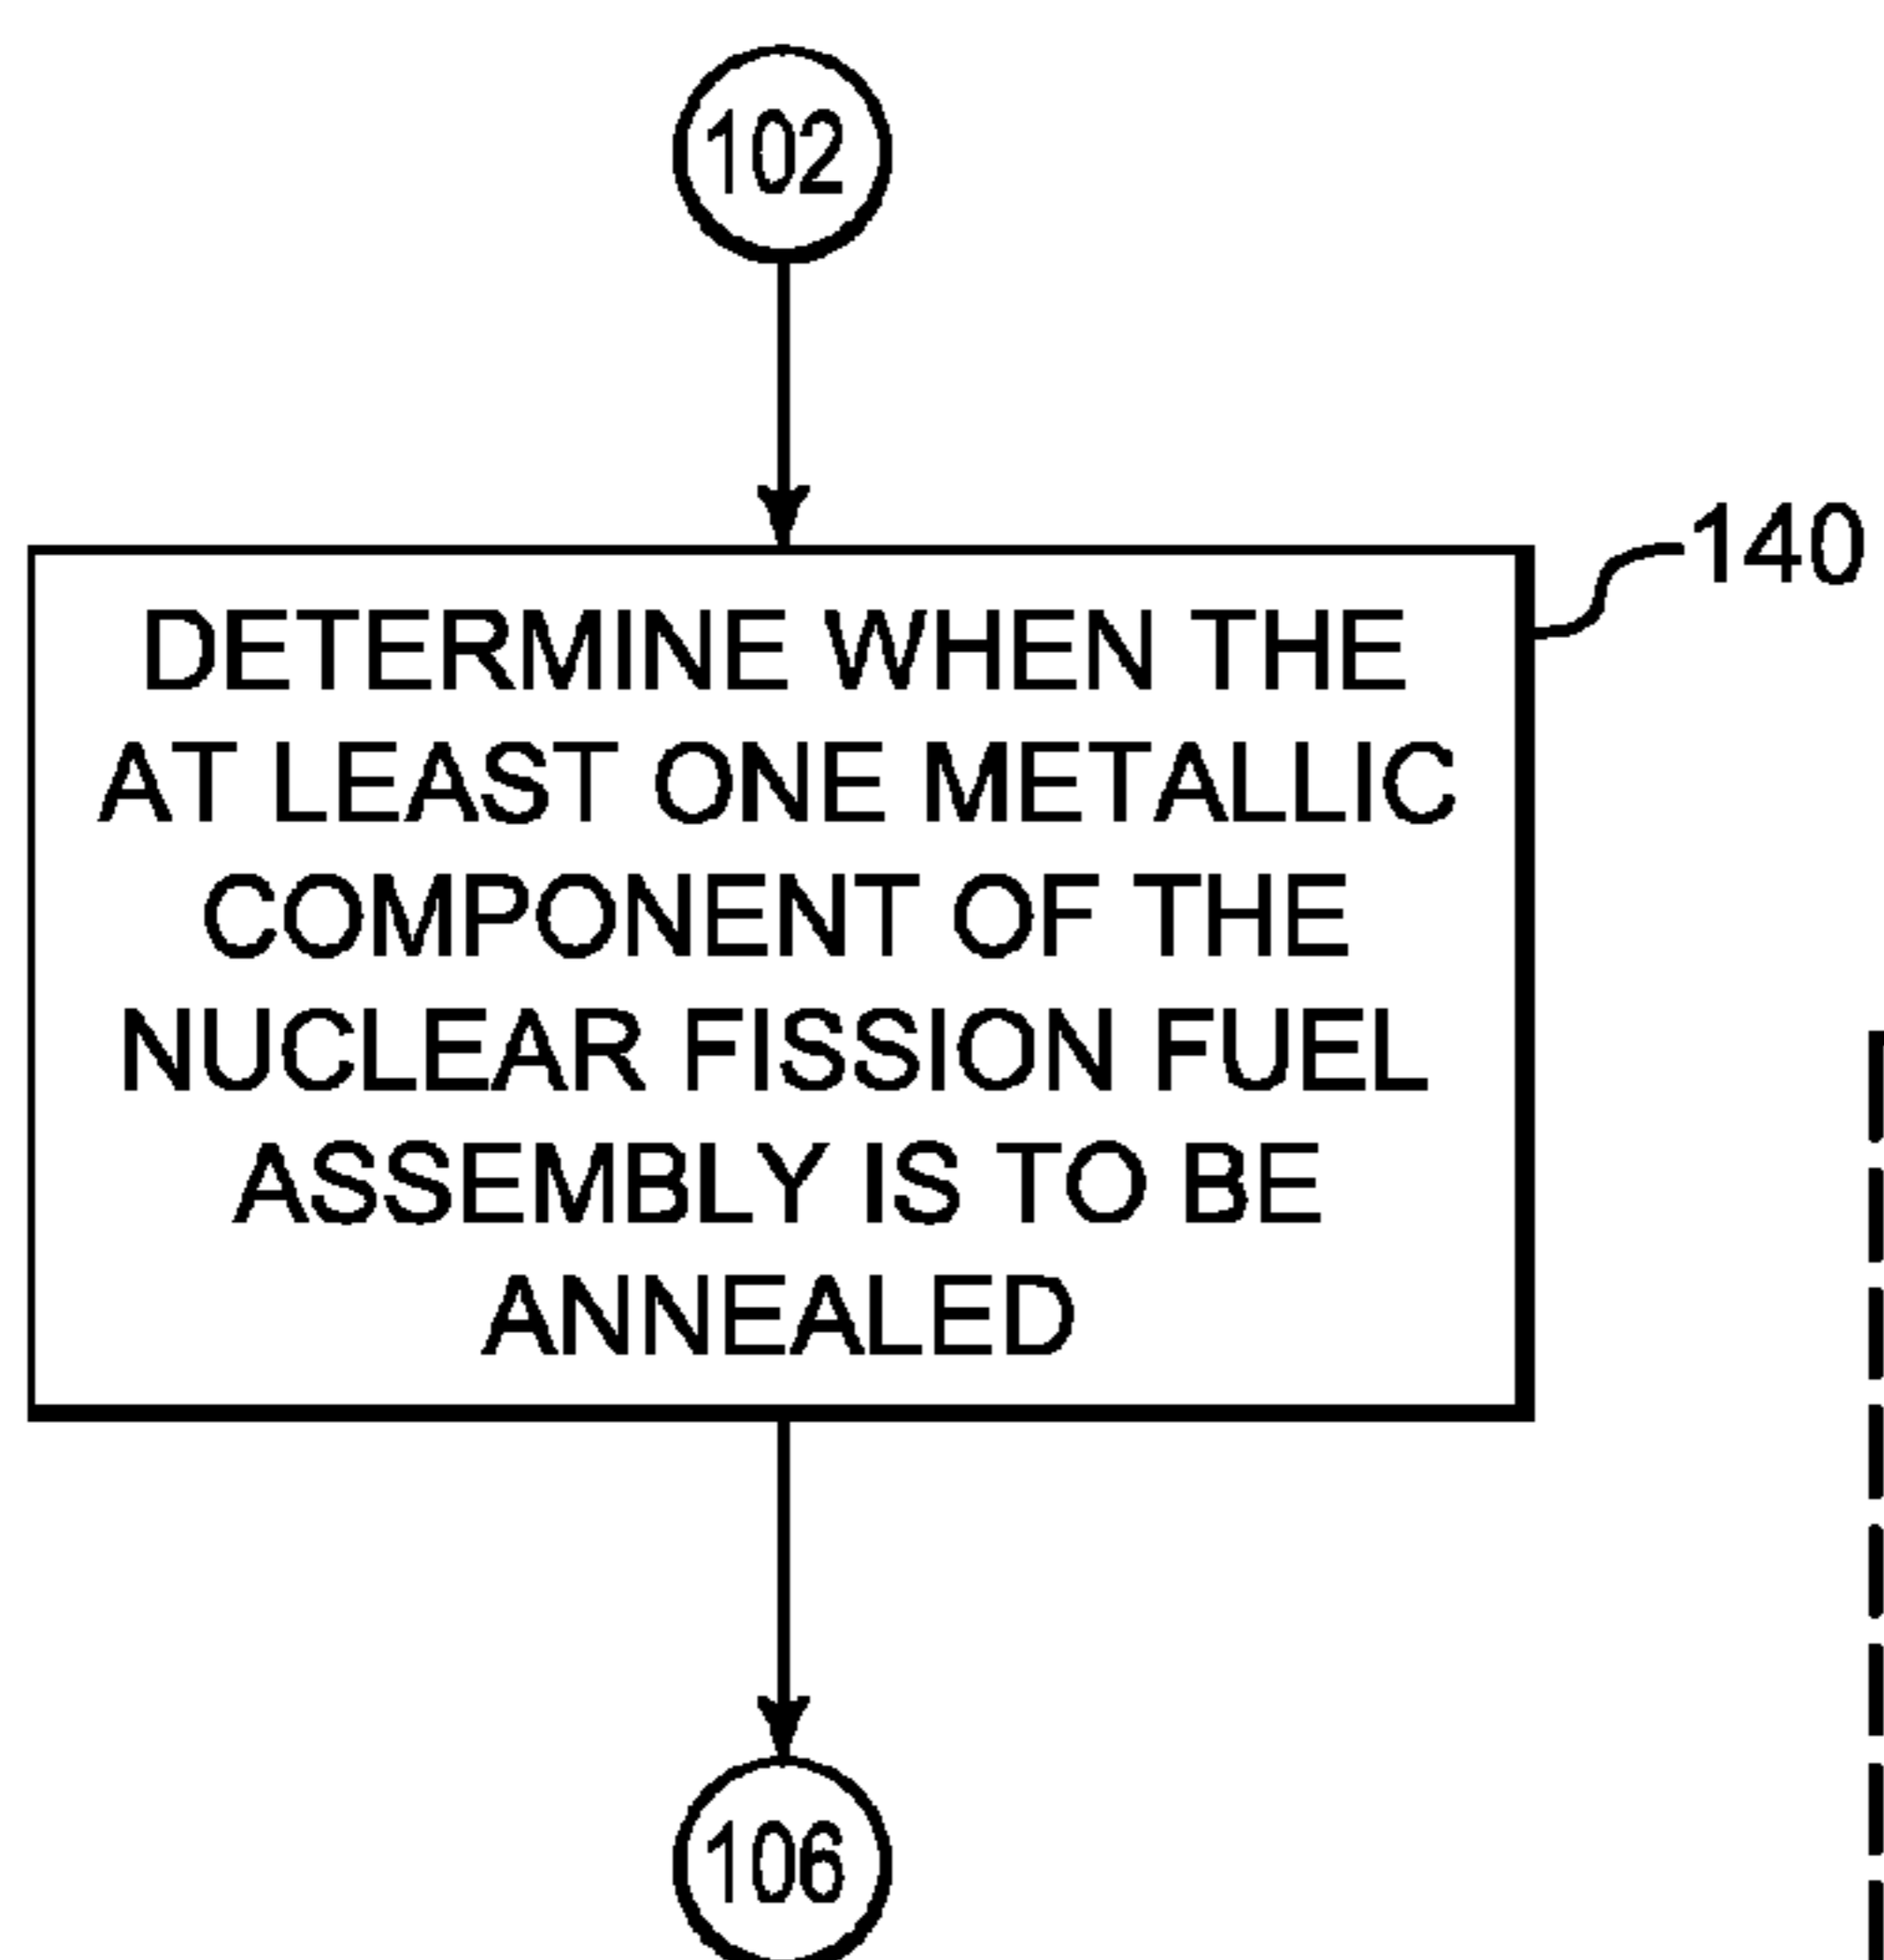 102
140
DETERMINE WHEN THE
AT LEAST ONE METALLIC
COMPONENT OF THE
NUCLEAR FISSION FUEL
ASSEMBLY IS TO BE
ANNEALED
106